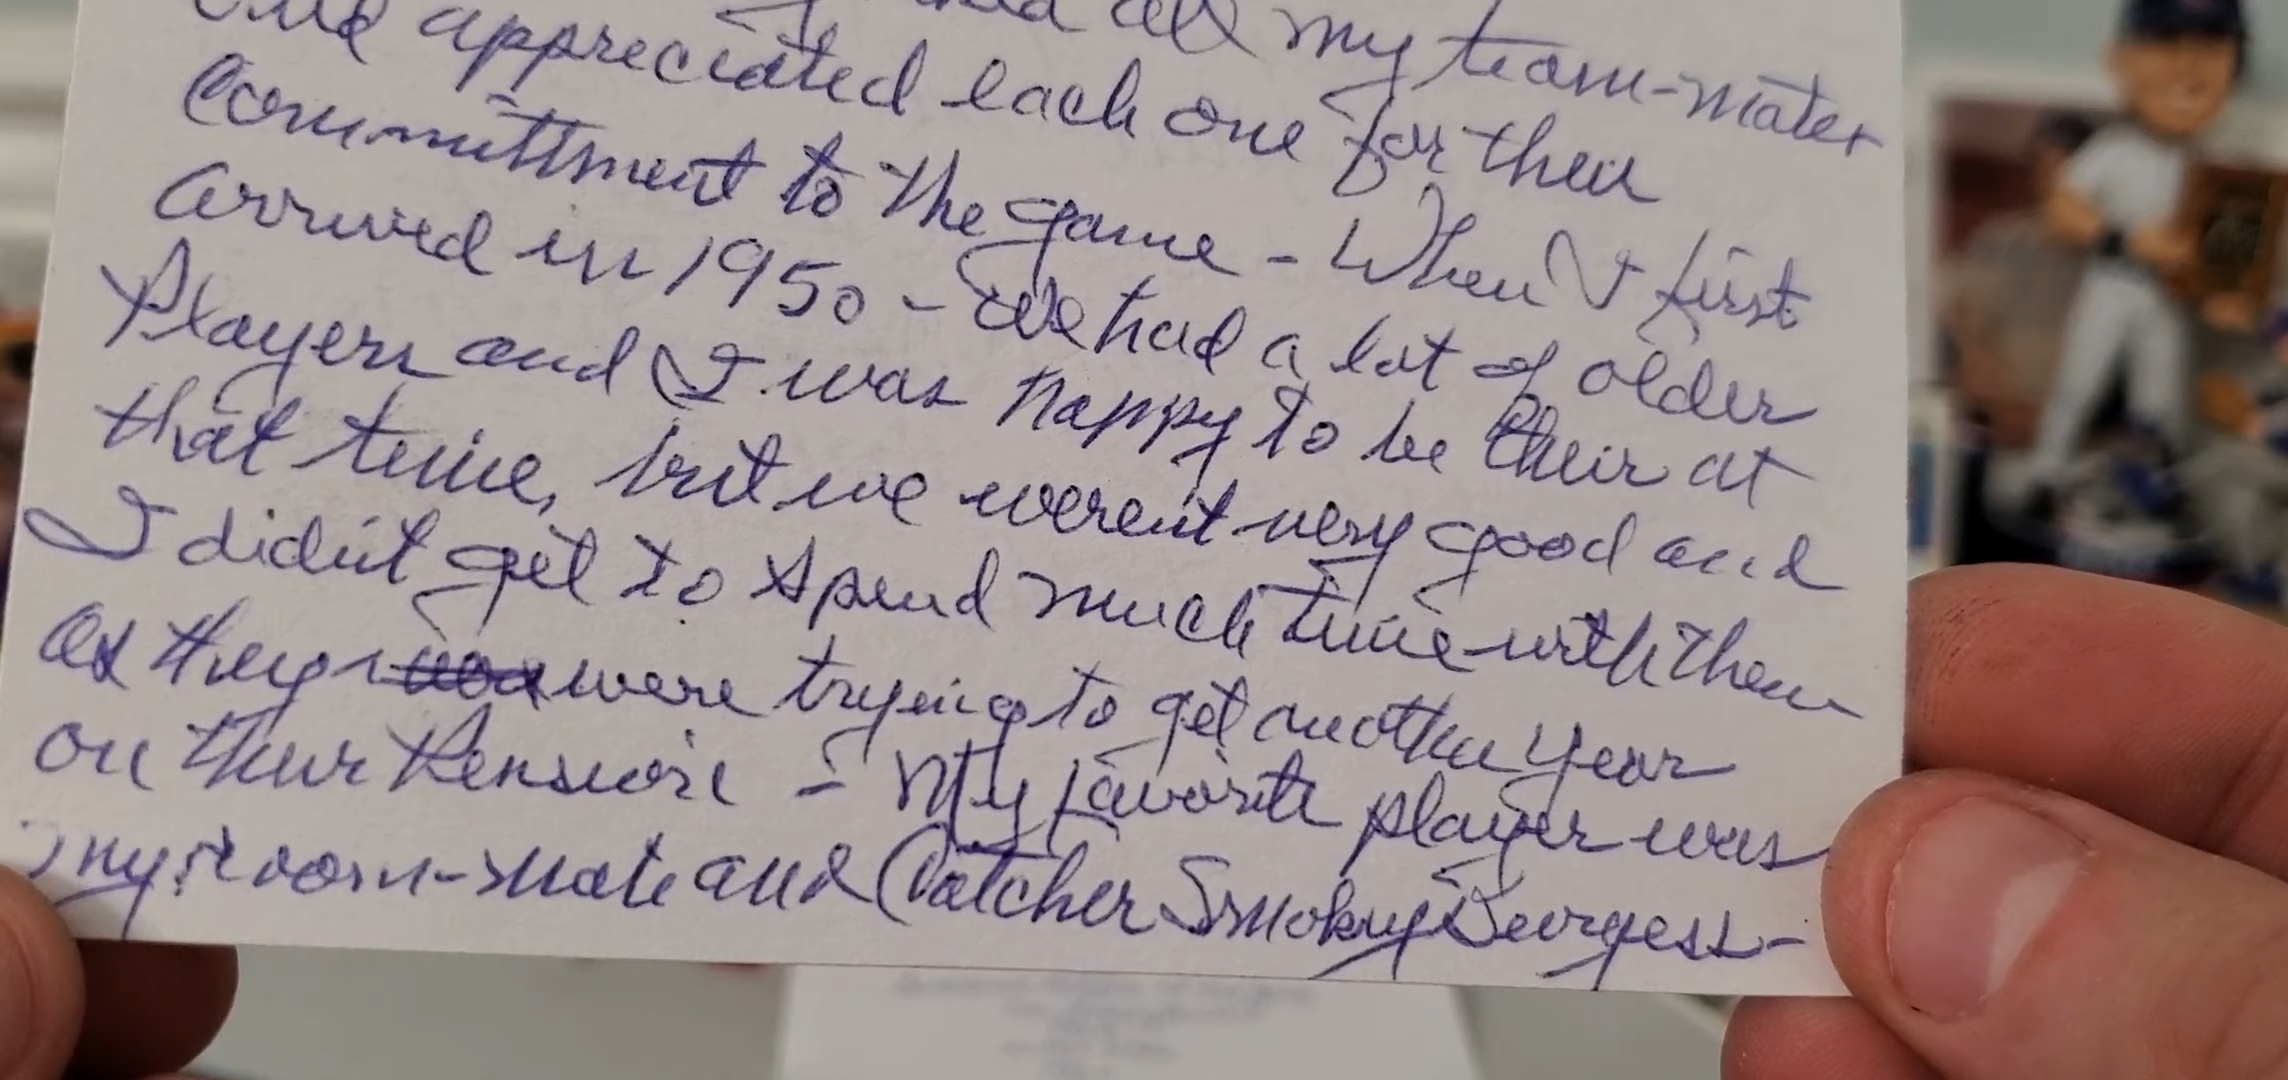 all my team-mates
and appreciated each one for their
Committment to the game - When I first
arrived in 1950 - We had a lot of older
Players and I was happy to be their at
that time, but we werent very good and
I didn't get to spend much time with them
as they were trying to get another year
on their Pension - My favorite player was
my room-mate and Catcher Smoky Burgess-